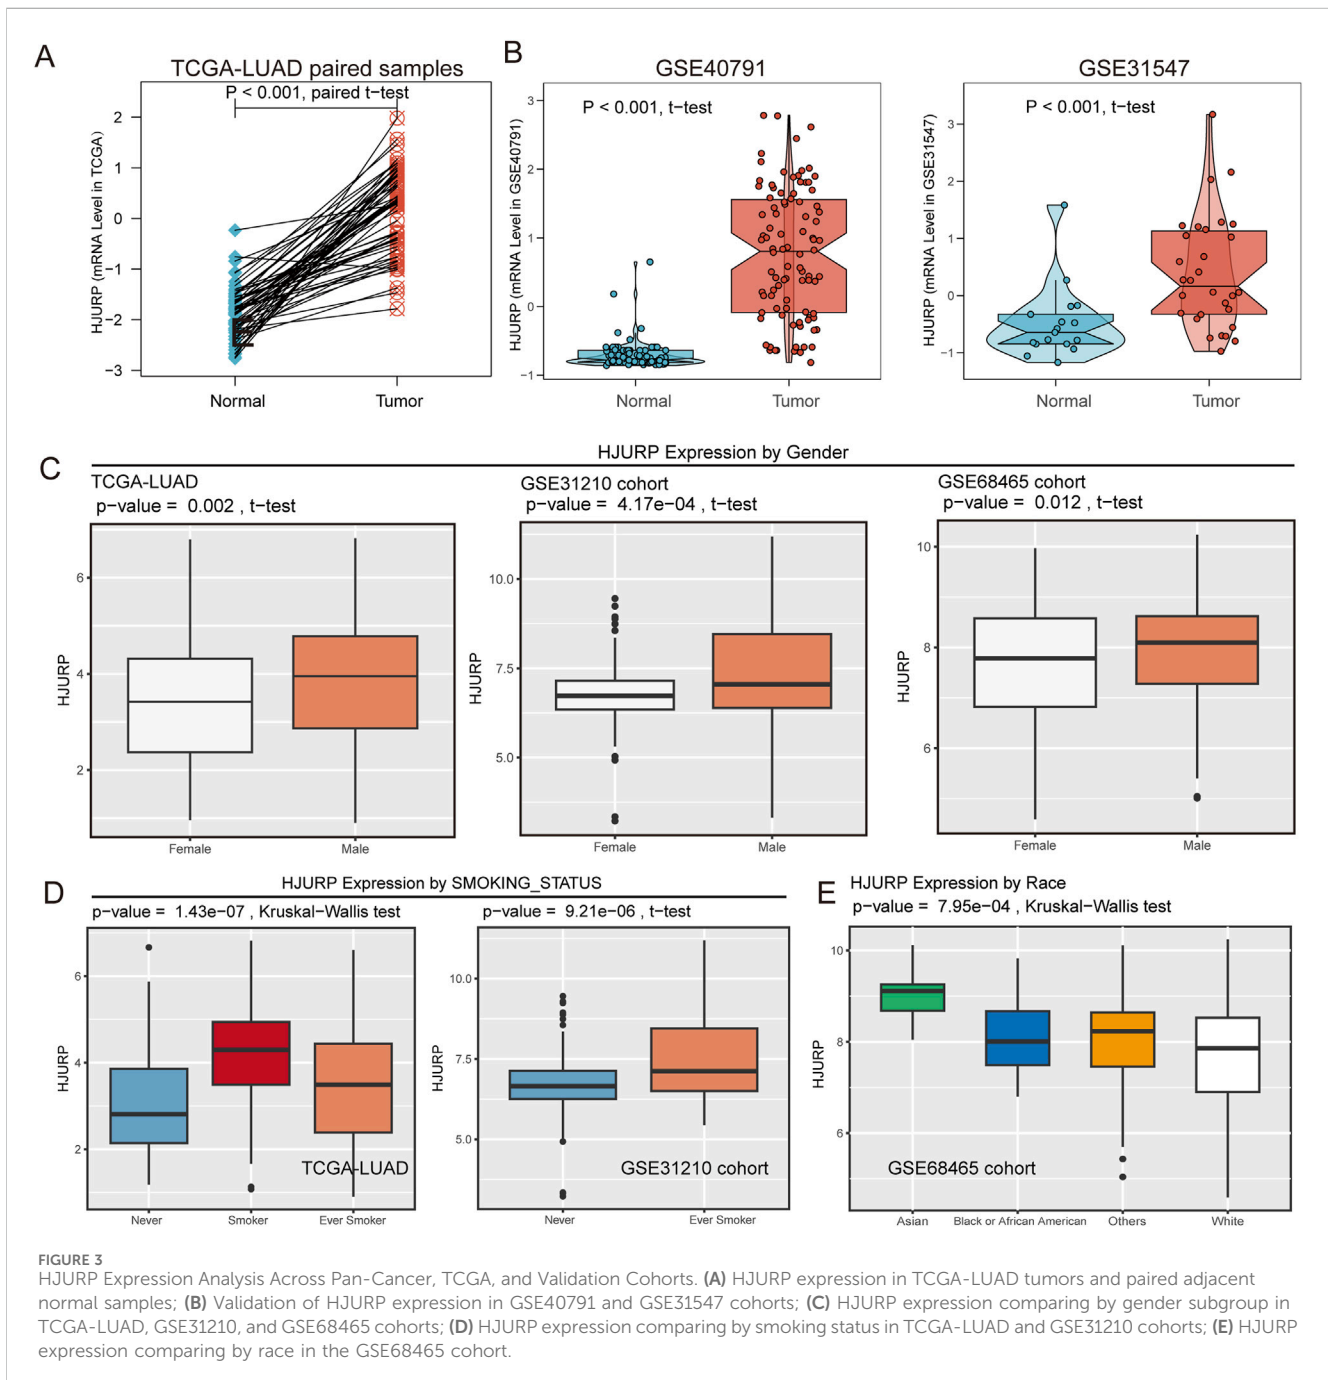 A
TCGA-LUAD paired samples
P < 0.001, paired t-test
HJURP (mRNA Level in TCGA)
2
1
0
−1
−2
−3
Normal
Tumor
B
GSE40791
P < 0.001, t-test
HJURP (mRNA Level in GSE40791)
3
2
1
0
−1
Normal
Tumor
GSE31547
P < 0.001, t-test
HJURP (mRNA Level in GSE31547)
3
2
1
0
−1
Normal
Tumor
C
HJURP Expression by Gender
TCGA-LUAD
p-value = 0.002 , t-test
HJURP
6
4
2
Female
Male
GSE31210 cohort
p-value = 4.17e-04 , t-test
HJURP
10.0
7.5
5.0
Female
Male
GSE68465 cohort
p-value = 0.012 , t-test
HJURP
10
8
6
Female
Male
D
HJURP Expression by SMOKING_STATUS
p-value = 1.43e-07 , Kruskal-Wallis test
HJURP
6
4
2
TCGA-LUAD
Never
Smoker
Ever Smoker
p-value = 9.21e-06 , t-test
HJURP
10.0
7.5
5.0
GSE31210 cohort
Never
Ever Smoker
E
HJURP Expression by Race
p-value = 7.95e-04 , Kruskal-Wallis test
HJURP
10
8
6
GSE68465 cohort
Asian
Black or African American
Others
White
FIGURE 3
HJURP Expression Analysis Across Pan-Cancer, TCGA, and Validation Cohorts. (A) HJURP expression in TCGA-LUAD tumors and paired adjacent
normal samples; (B) Validation of HJURP expression in GSE40791 and GSE31547 cohorts; (C) HJURP expression comparing by gender subgroup in
TCGA-LUAD, GSE31210, and GSE68465 cohorts; (D) HJURP expression comparing by smoking status in TCGA-LUAD and GSE31210 cohorts; (E) HJURP
expression comparing by race in the GSE68465 cohort.